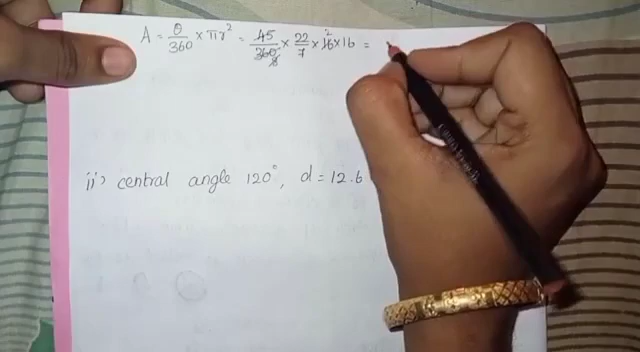 A = θ/360 × πr² = 45/360 8 × 22/7 × 16 2 × 16 =
ii) central angle 120°, d = 12.6